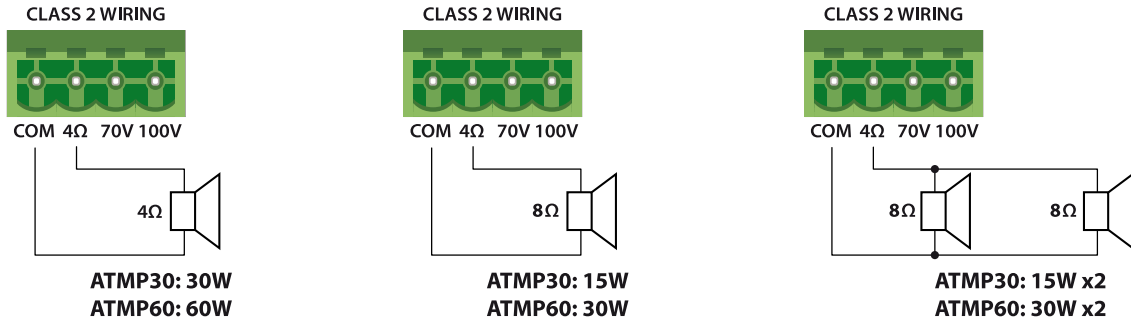 CLASS 2 WIRING
COM 4Ω 70V 100V
4Ω
ATMP30: 30W
ATMP60: 60W
CLASS 2 WIRING
COM 4Ω 70V 100V
8Ω
ATMP30: 15W
ATMP60: 30W
CLASS 2 WIRING
COM 4Ω 70V 100V
8Ω 8Ω
ATMP30: 15W x2
ATMP60: 30W x2